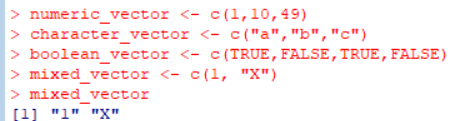 > numeric_vector <- c(1,10,49)
> character_vector <- c("a","b","c")
> boolean_vector <- c(TRUE,FALSE,TRUE,FALSE)
> mixed_vector <- c(1, "X")
> mixed_vector
[1] "1" "X"